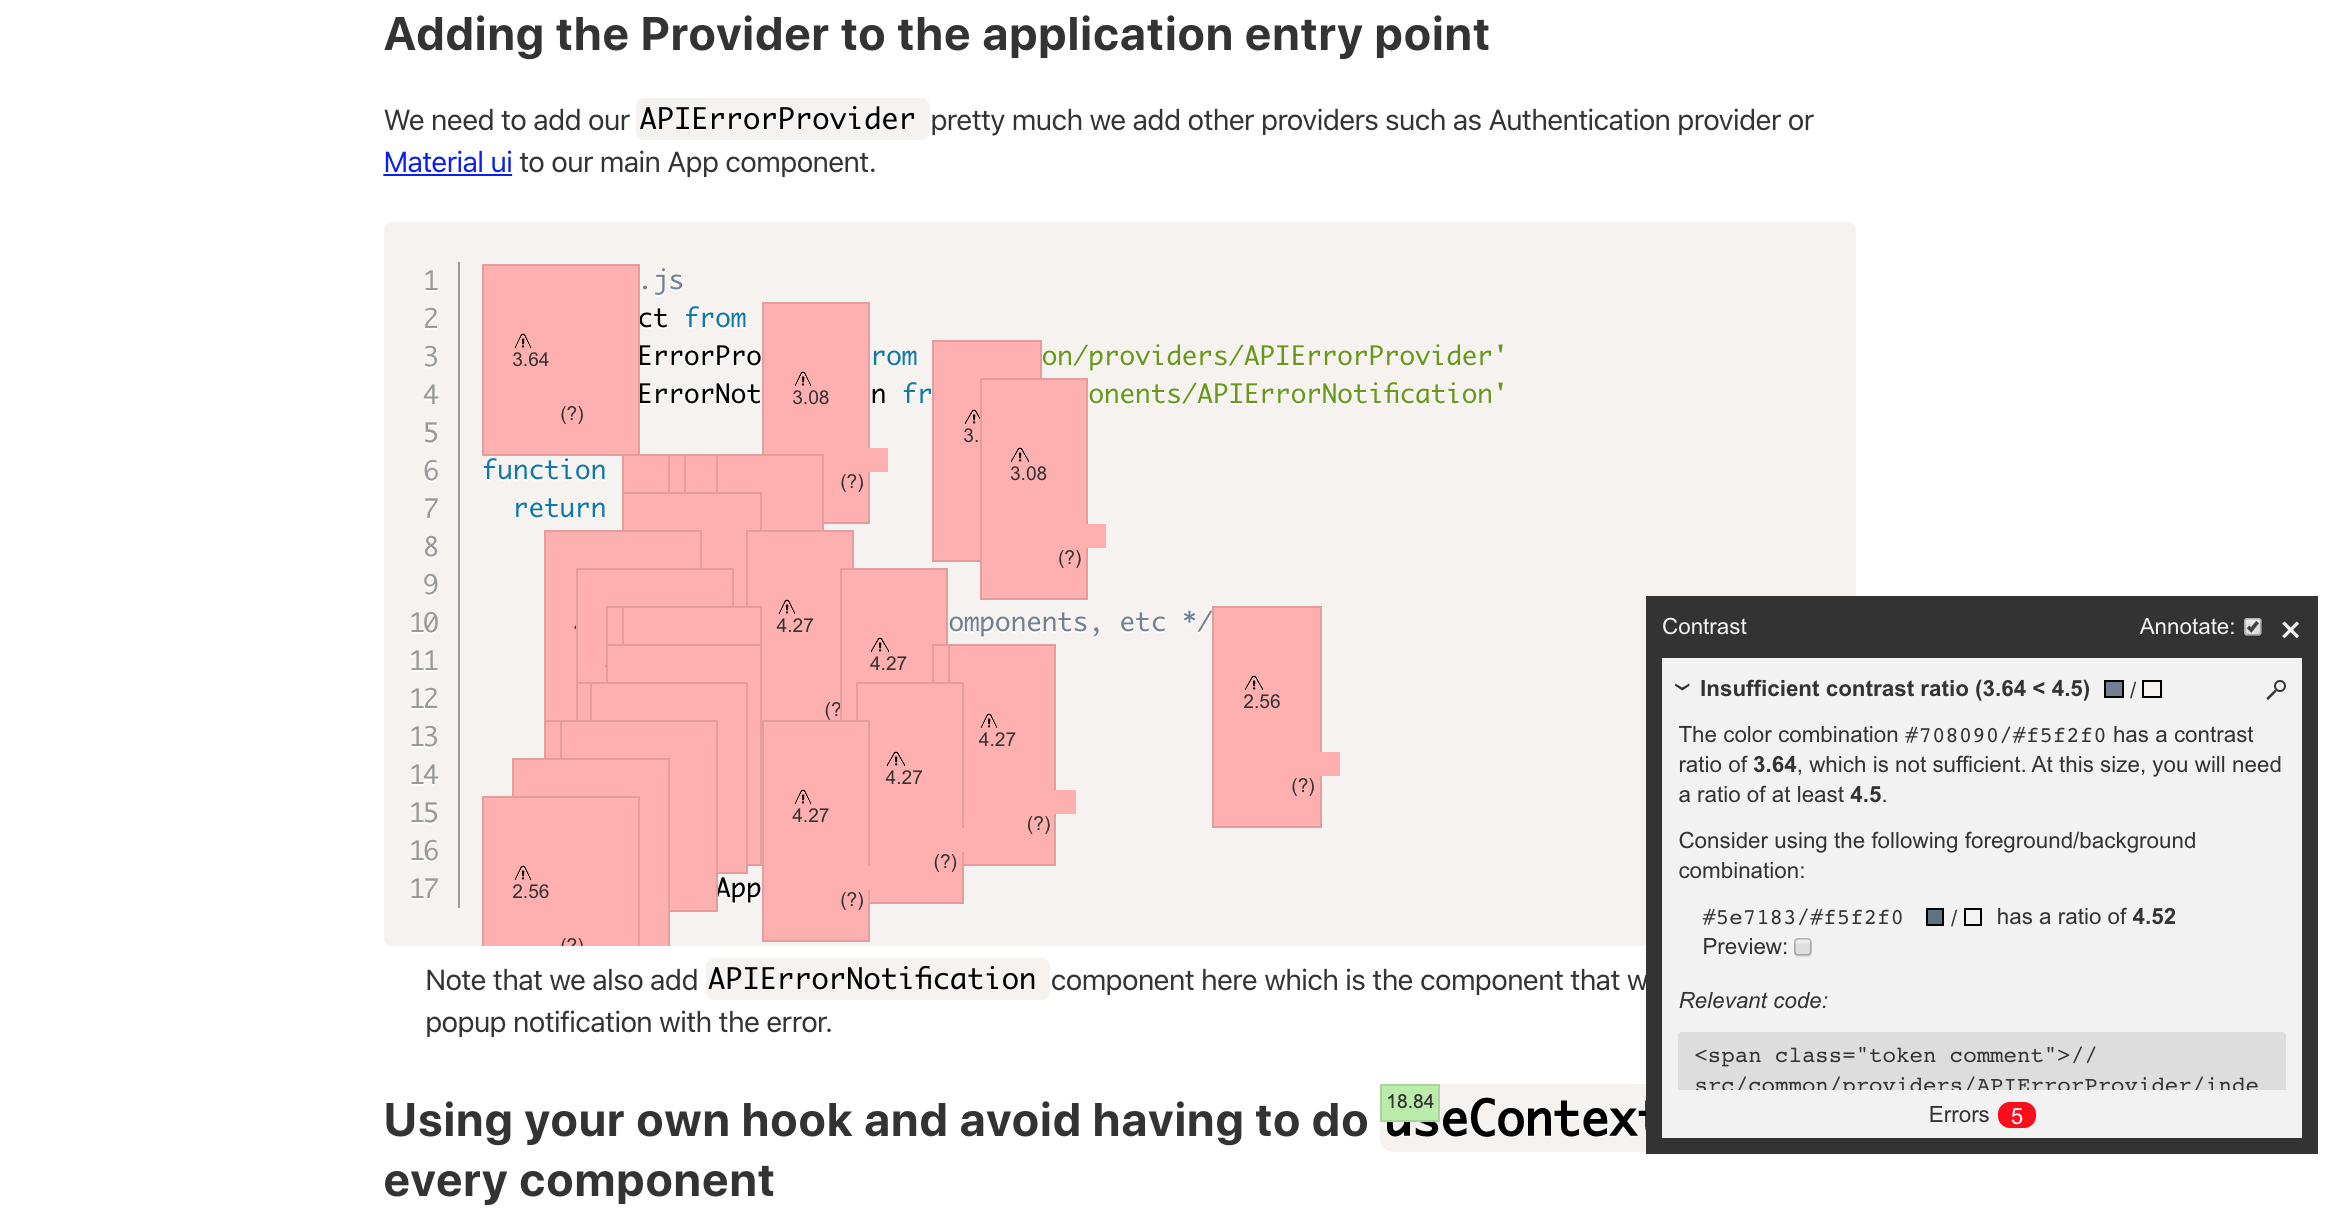 Adding the Provider to the application entry point
We need to add our APIErrorProvider pretty much we add other providers such as Authentication provider or
Material ui to our main App component.
1 .js
2 ct from
3 ErrorPro rom on/providers/APIErrorProvider'
4 ErrorNot n fr onents/APIErrorNotification'
5
6 function
7 return
8
9
10 omponents, etc */
11
12
13
14
15
16
17 App
3.64
(?)
3.08
(?)
3.
3.08
(?)
4.27
(?
4.27
4.27
(?)
4.27
(?)
4.27
(?)
2.56
(?)
2.56
(?)
Note that we also add APIErrorNotification component here which is the component that w
popup notification with the error.
18.84
Using your own hook and avoid having to do useContext
every component
Contrast Annotate:
Insufficient contrast ratio (3.64 < 4.5) /
The color combination #708090/#f5f2f0 has a contrast
ratio of 3.64, which is not sufficient. At this size, you will need
a ratio of at least 4.5.
Consider using the following foreground/background
combination:
#5e7183/#f5f2f0 / has a ratio of 4.52
Preview:
Relevant code:
<span class="token comment">//
src/common/providers/APIErrorProvider/inde
Errors 5